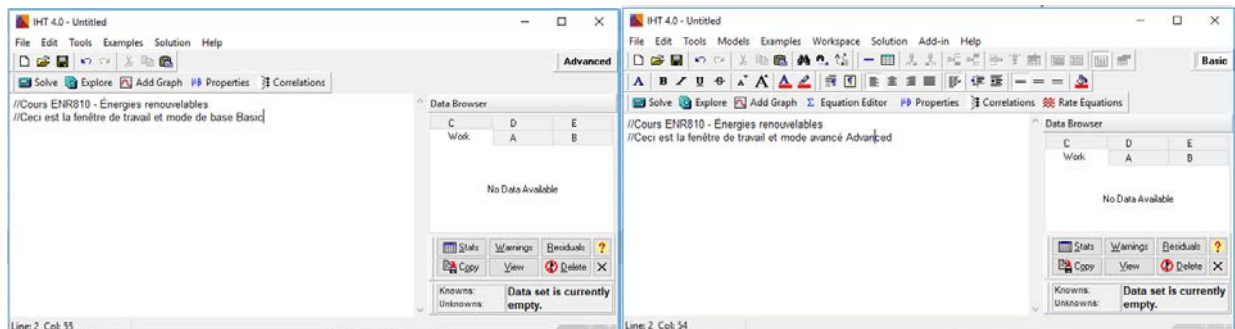 IHT 4.0 - Untitled
File Edit Tools Examples Solution Help
Advanced
Solve Explore Add Graph Properties Correlations
//Cours ENR810 - Énergies renouvelables
//Ceci est la fenêtre de travail et mode de base Basic
Data Browser
C D E
Work A B
No Data Available
Stats Warnings Residuals ?
Copy View Delete
Knowns: Data set is currently
Unknowns: empty.
Line: 2 Col: 55
IHT 4.0 - Untitled
File Edit Tools Models Examples Workspace Solution Add-in Help
Basic
A B I U A A A
Solve Explore Add Graph Σ Equation Editor Properties Correlations Rate Equations
//Cours ENR810 - Énergies renouvelables
//Ceci est la fenêtre de travail et mode avancé Advanced
Data Browser
C D E
Work A B
No Data Available
Stats Warnings Residuals ?
Copy View Delete
Knowns: Data set is currently
Unknowns: empty.
Line: 2 Col: 54